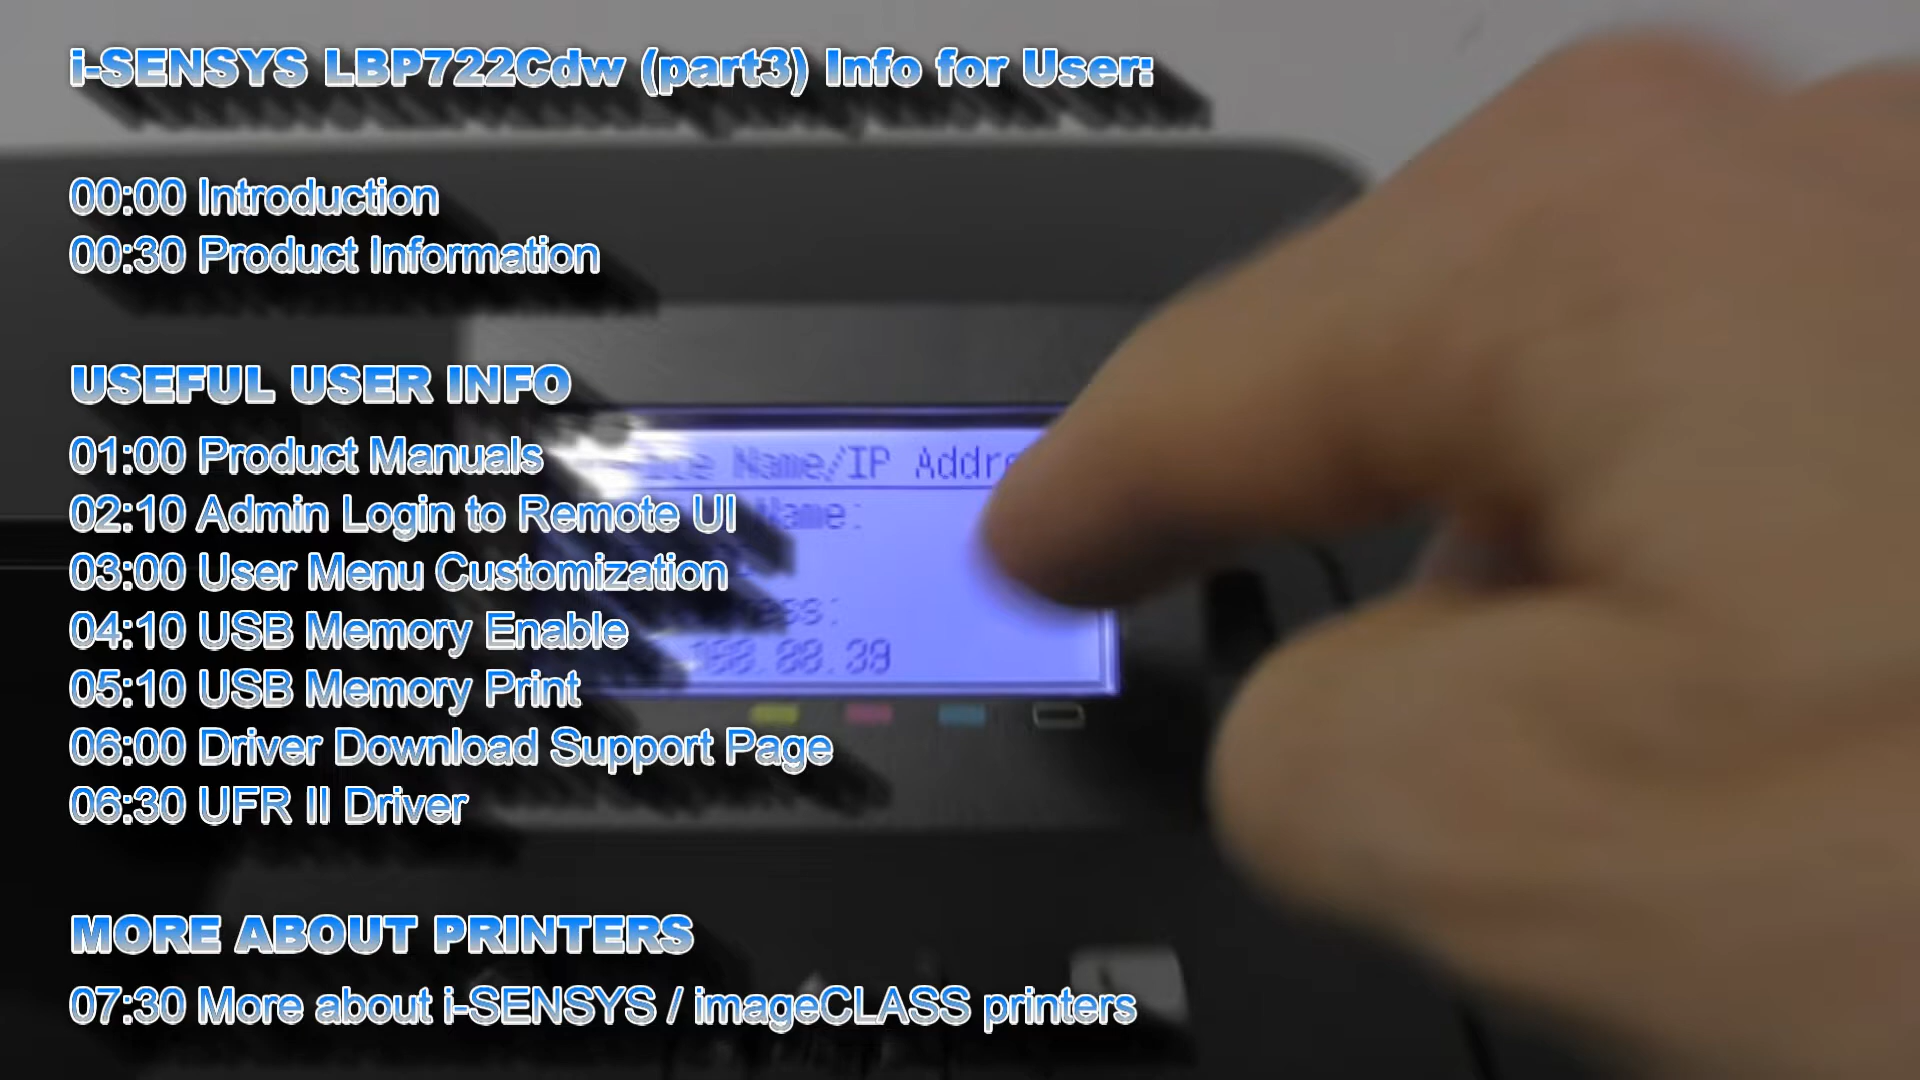 i-SENSYS LBP722Cdw (part3) Info for User:
00:00 Introduction
00:30 Product Information
USEFUL USER INFO
01:00 Product Manuals
02:10 Admin Login to Remote UI
03:00 User Menu Customization
04:10 USB Memory Enable
05:10 USB Memory Print
06:00 Driver Download Support Page
06:30 UFR II Driver
MORE ABOUT PRINTERS
07:30 More about i-SENSYS / imageCLASS printers
Name/IP
Name: